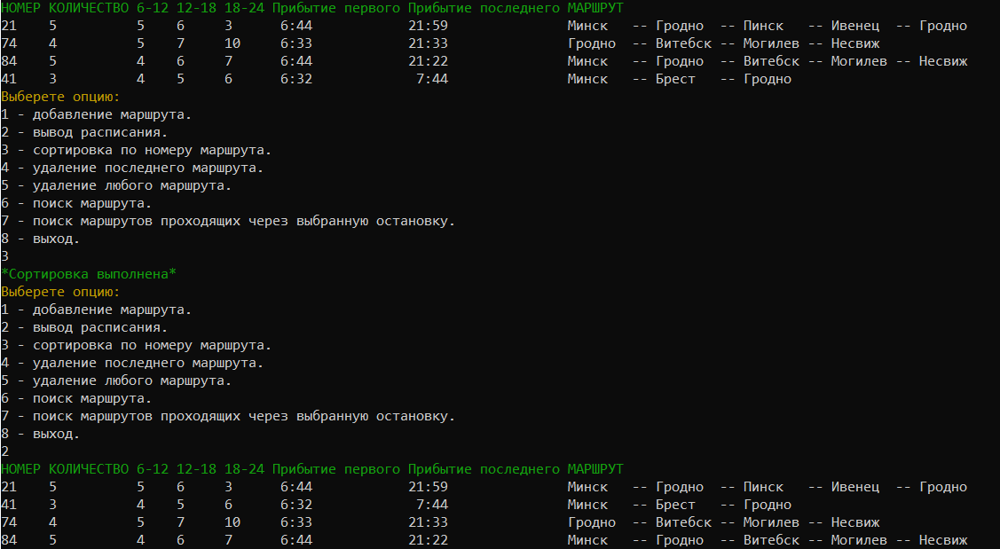 НОМЕР КОЛИЧЕСТВО 6-12 12-18 18-24 Прибытие первого Прибытие последнего МАРШРУТ
21    5          5    6     3      6:44            21:59               Минск   -- Гродно  -- Пинск   -- Ивенец  -- Гродно
74    4          5    7     10     6:33            21:33               Гродно  -- Витебск -- Могилев -- Несвиж
84    5          4    6     7      6:44            21:22               Минск   -- Гродно  -- Витебск -- Могилев -- Несвиж
41    3          4    5     6      6:32             7:44               Минск   -- Брест   -- Гродно
Выберете опцию:
1 - добавление маршрута.
2 - вывод расписания.
3 - сортировка по номеру маршрута.
4 - удаление последнего маршрута.
5 - удаление любого маршрута.
6 - поиск маршрута.
7 - поиск маршрутов проходящих через выбранную остановку.
8 - выход.
3
*Сортировка выполнена*
Выберете опцию:
1 - добавление маршрута.
2 - вывод расписания.
3 - сортировка по номеру маршрута.
4 - удаление последнего маршрута.
5 - удаление любого маршрута.
6 - поиск маршрута.
7 - поиск маршрутов проходящих через выбранную остановку.
8 - выход.
2
НОМЕР КОЛИЧЕСТВО 6-12 12-18 18-24 Прибытие первого Прибытие последнего МАРШРУТ
21    5          5    6     3      6:44            21:59               Минск   -- Гродно  -- Пинск   -- Ивенец  -- Гродно
41    3          4    5     6      6:32             7:44               Минск   -- Брест   -- Гродно
74    4          5    7     10     6:33            21:33               Гродно  -- Витебск -- Могилев -- Несвиж
84    5          4    6     7      6:44            21:22               Минск   -- Гродно  -- Витебск -- Могилев -- Несвиж